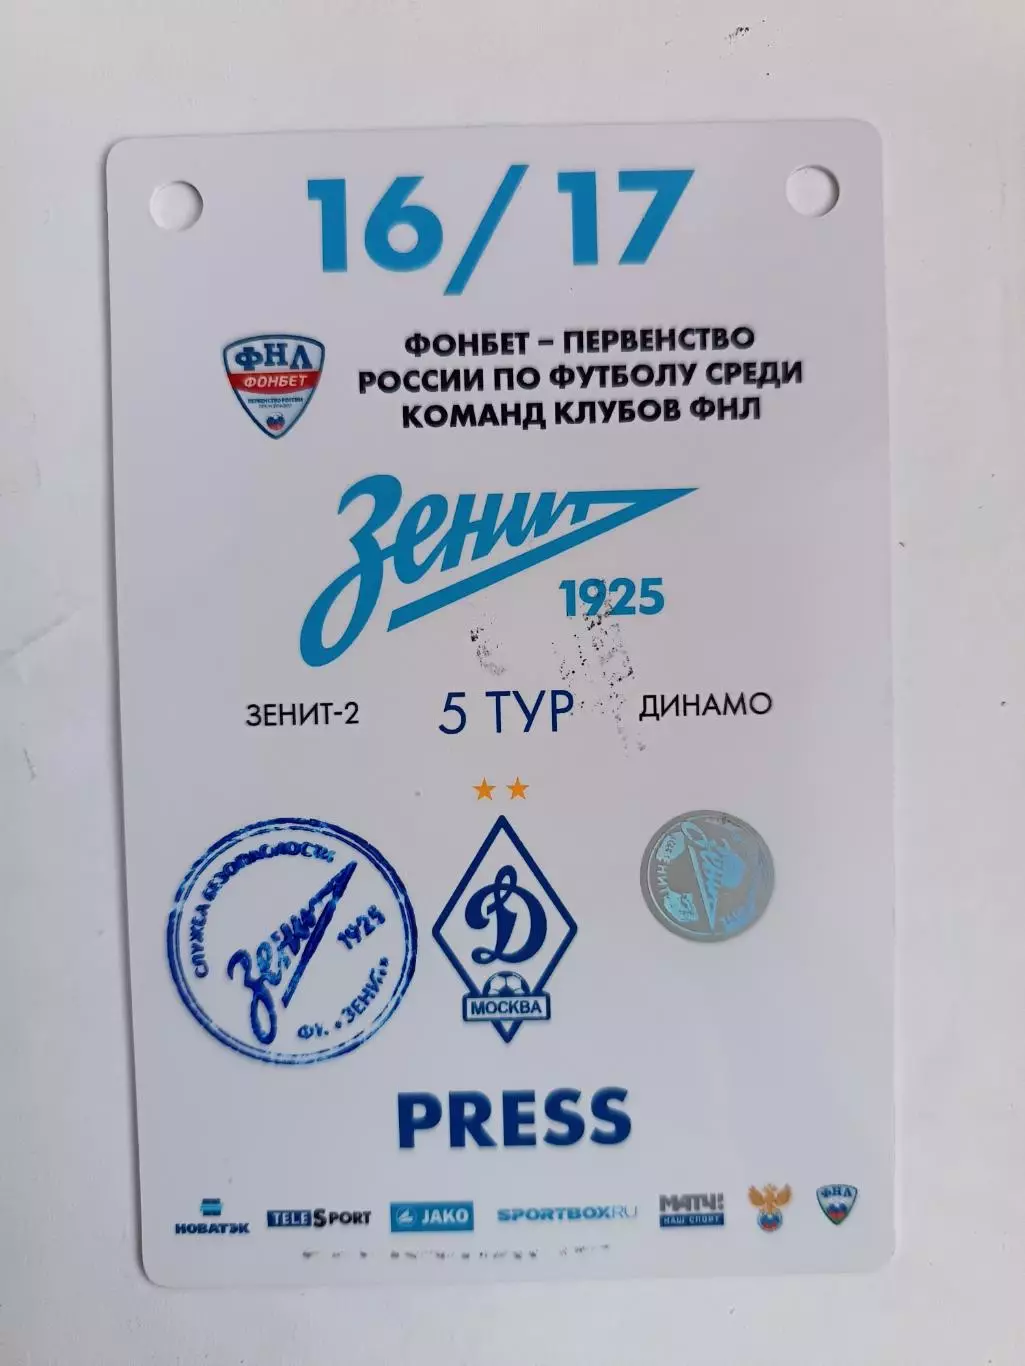 16/17
ФНЛ
ФОНБЕТ
ФОНБЕТ – ПЕРВЕНСТВО
РОССИИ ПО ФУТБОЛУ СРЕДИ
КОМАНД КЛУБОВ ФНЛ
Зенит
1925
ЗЕНИТ-2 5 ТУР ДИНАМО
СЛУЖБА БЕЗОПАСНОСТИ
Зенит
1925
ФК «ЗЕНИТ»
Д
МОСКВА
PRESS
НОВАТЭК TELESPORT JAKO SPORTBOX.RU МАТЧ! ФНЛ
НАШ СПОРТ